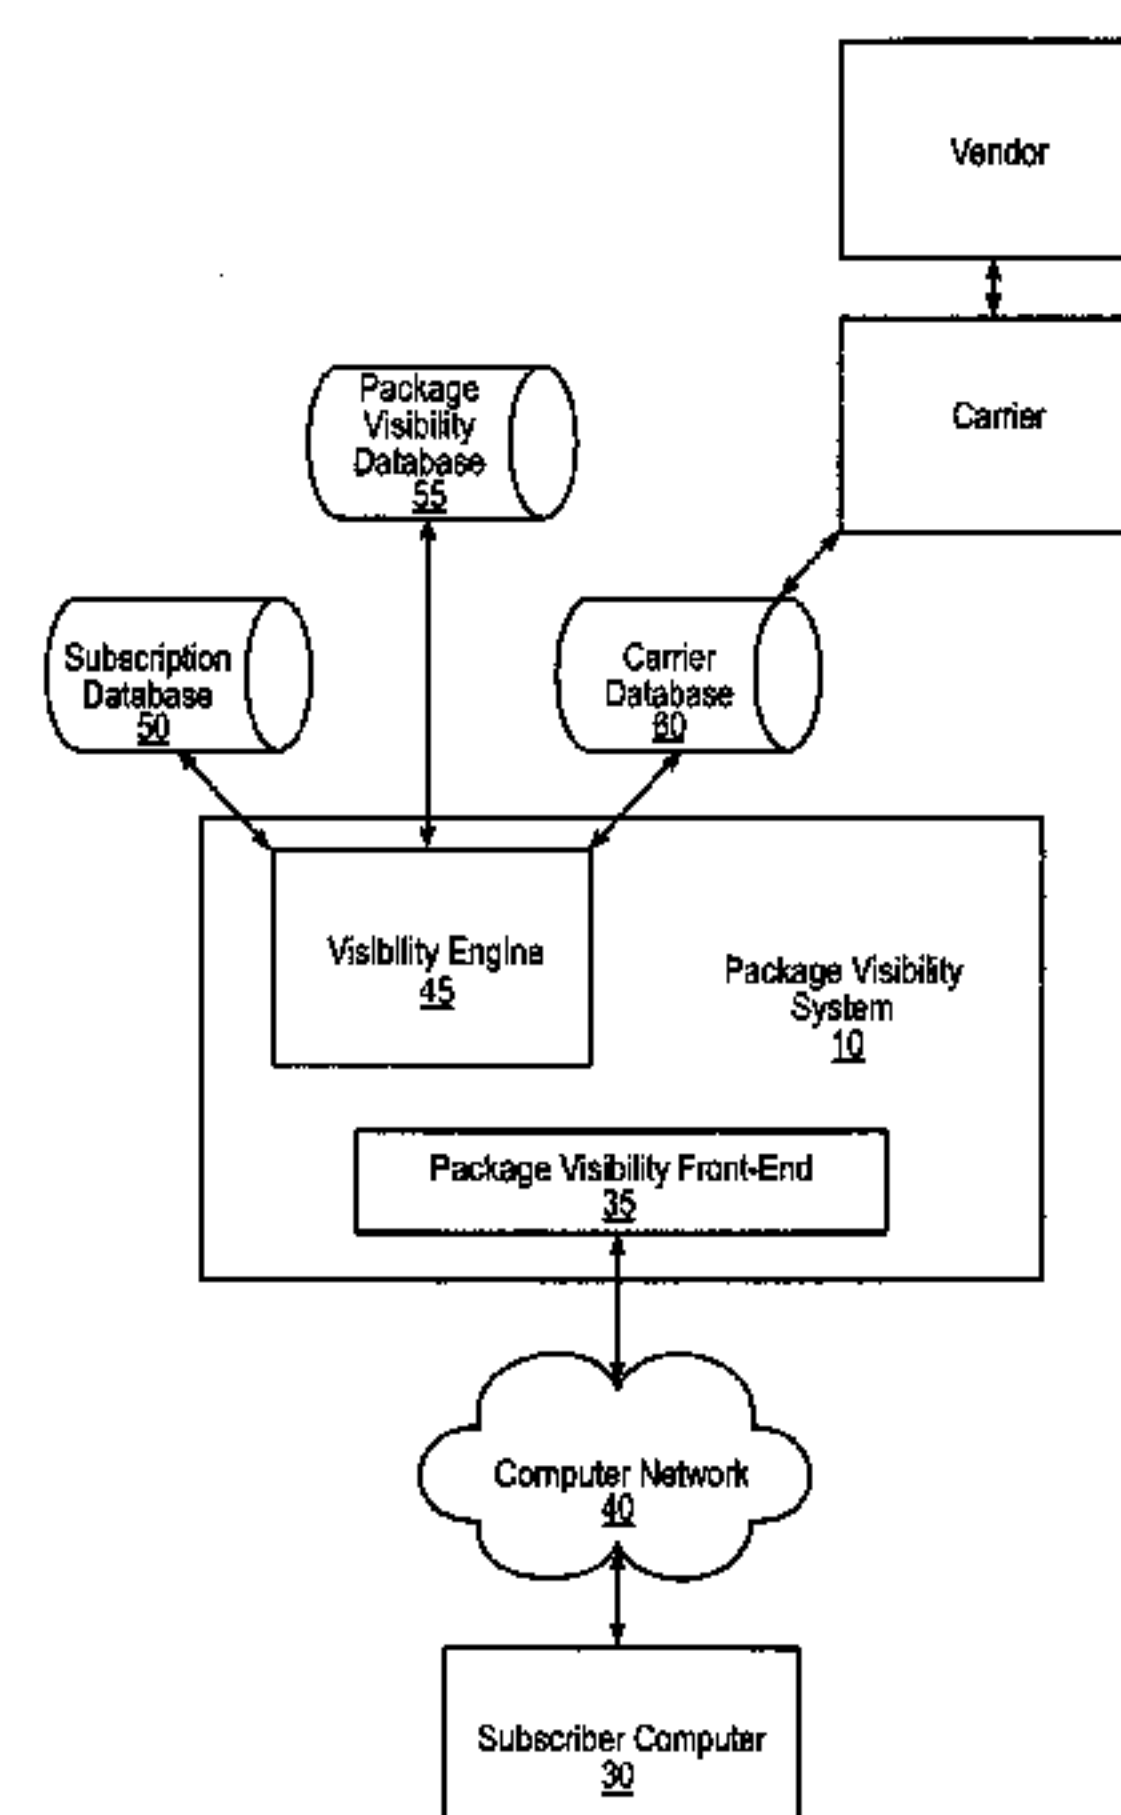 Vendor
Carrier
Package
Visibility
Database
55
Subscription
Database
50
Carrier
Database
60
Visibility Engine
45
Package Visibility
System
10
Package Visibility Front-End
35
Computer Network
40
Subscriber Computer
30